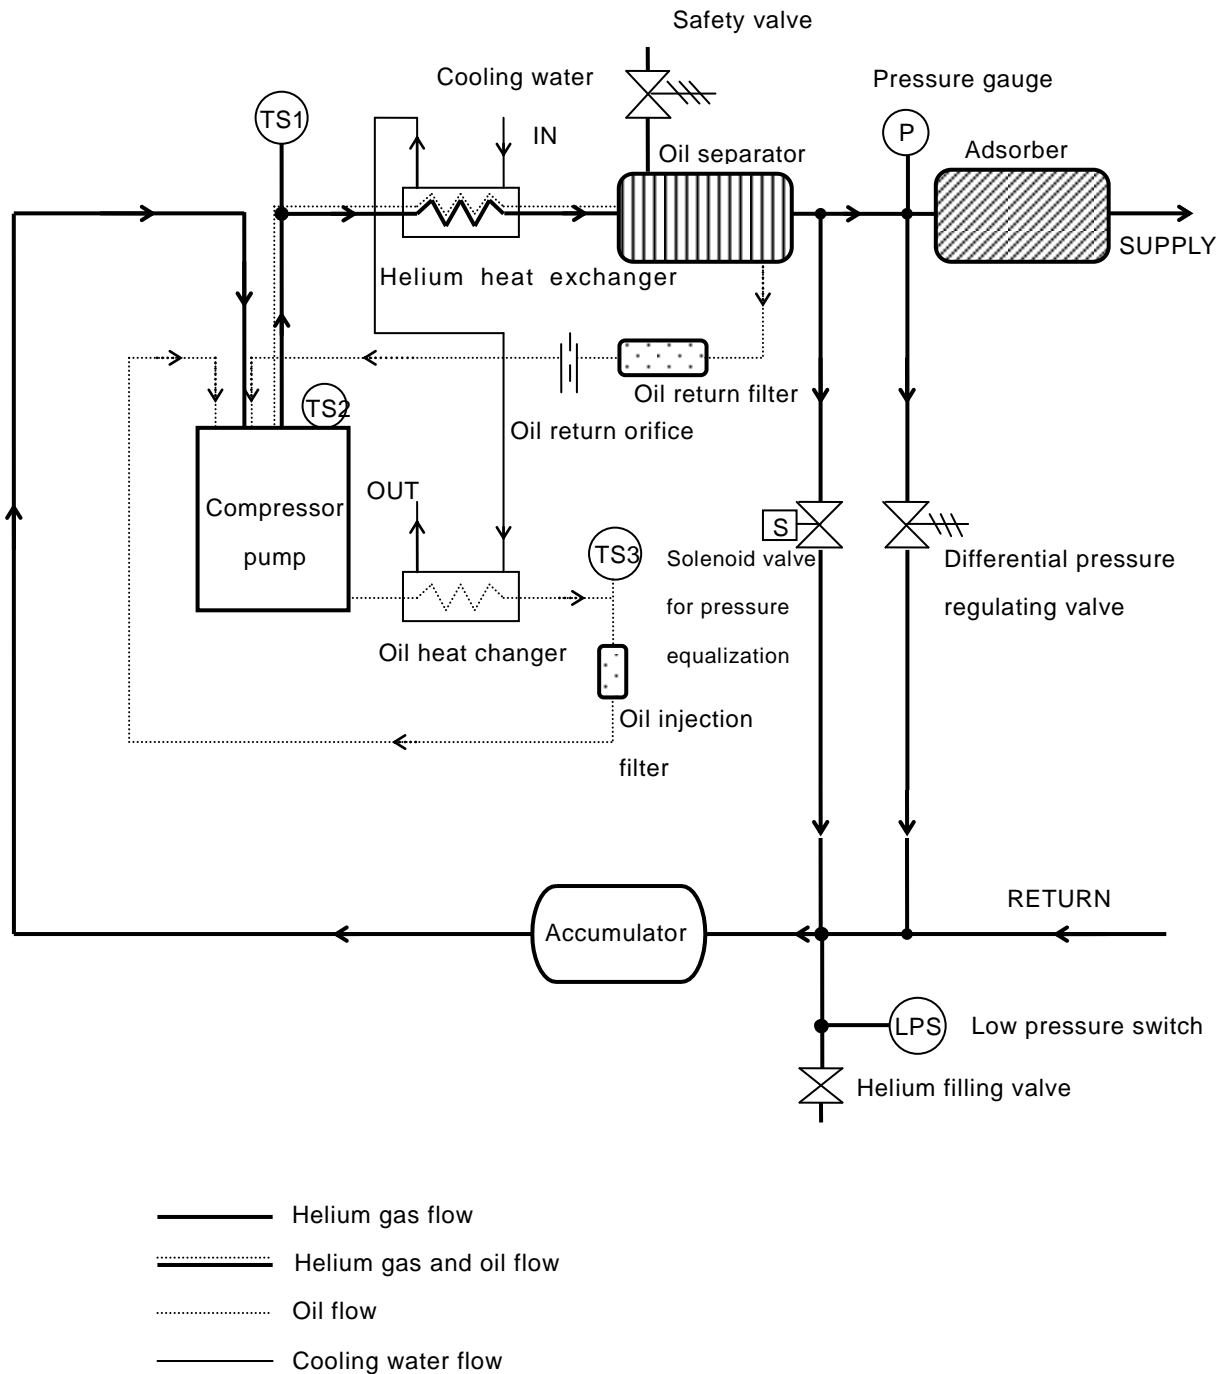 Safety valve
Cooling water
Pressure gauge
TS1
IN
P
Oil separator
Adsorber
SUPPLY
Helium heat exchanger
Oil return filter
TS2
Oil return orifice
OUT
Compressor
pump
S
TS3
Solenoid valve
for pressure
equalization
Differential pressure
regulating valve
Oil heat changer
Oil injection
filter
RETURN
Accumulator
LPS
Low pressure switch
Helium filling valve
Helium gas flow
Helium gas and oil flow
Oil flow
Cooling water flow